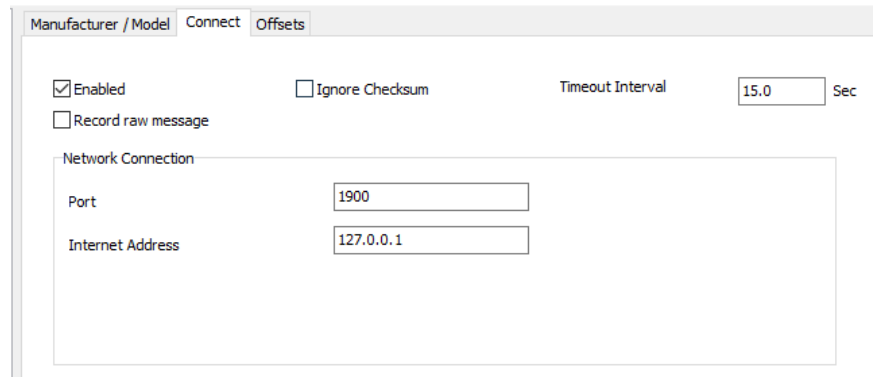 Manufacturer / Model Connect Offsets
Enabled Ignore Checksum Timeout Interval 15.0 Sec
Record raw message
Network Connection
Port 1900
Internet Address 127.0.0.1